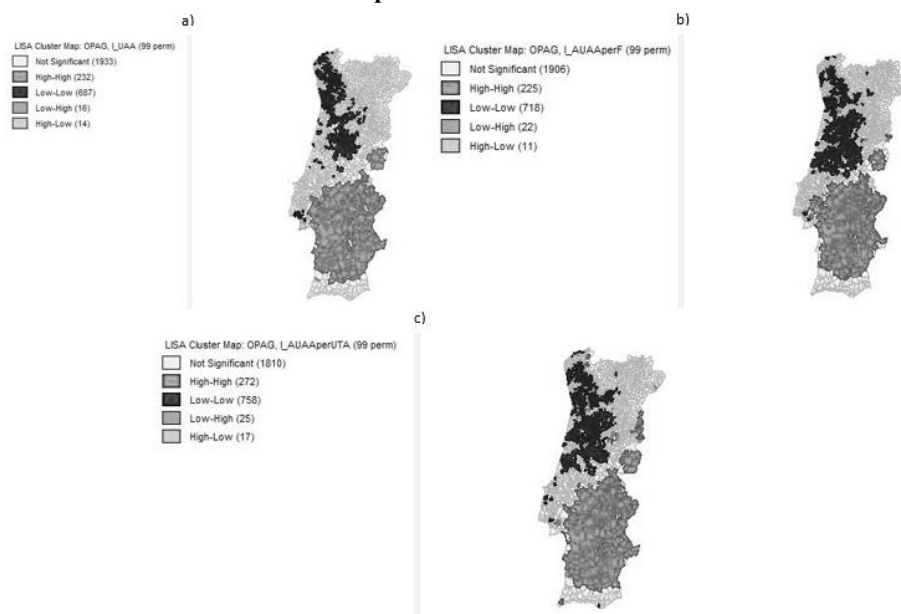 a)
LISA Cluster Map: OPAG, I_UAA (99 perm)
Not Significant (1933)
High-High (232)
Low-Low (687)
Low-High (16)
High-Low (14)
b)
LISA Cluster Map: OPAG, I_AUAAperF (99 perm)
Not Significant (1906)
High-High (225)
Low-Low (718)
Low-High (22)
High-Low (11)
c)
LISA Cluster Map: OPAG, I_AUAAperUTA (99 perm)
Not Significant (1810)
High-High (272)
Low-Low (758)
Low-High (25)
High-Low (17)